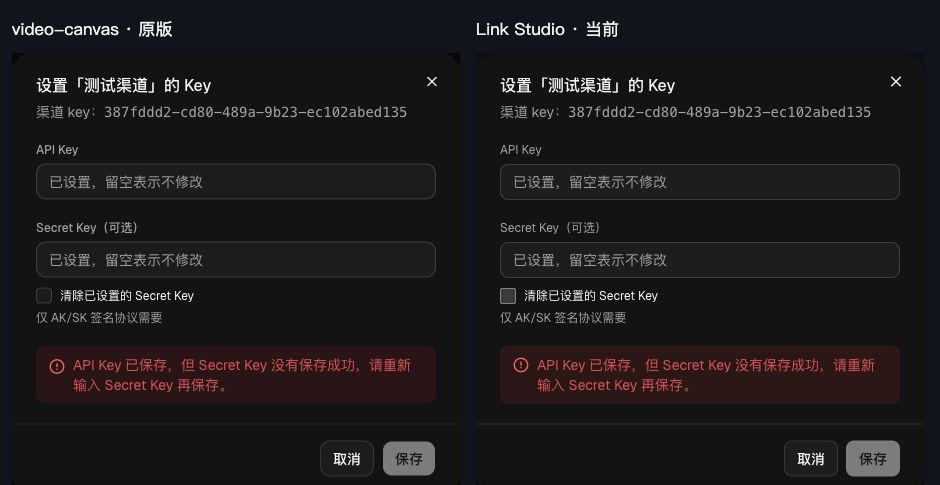 video-canvas · 原版
设置「测试渠道」的 Key
渠道 key：387fddd2-cd80-489a-9b23-ec102abed135
API Key
已设置，留空表示不修改
Secret Key（可选）
已设置，留空表示不修改
清除已设置的 Secret Key
仅 AK/SK 签名协议需要
API Key 已保存，但 Secret Key 没有保存成功，请重新
输入 Secret Key 再保存。
取消
保存
Link Studio · 当前
设置「测试渠道」的 Key
渠道 key：387fddd2-cd80-489a-9b23-ec102abed135
API Key
已设置，留空表示不修改
Secret Key（可选）
已设置，留空表示不修改
清除已设置的 Secret Key
仅 AK/SK 签名协议需要
API Key 已保存，但 Secret Key 没有保存成功，请重新
输入 Secret Key 再保存。
取消
保存